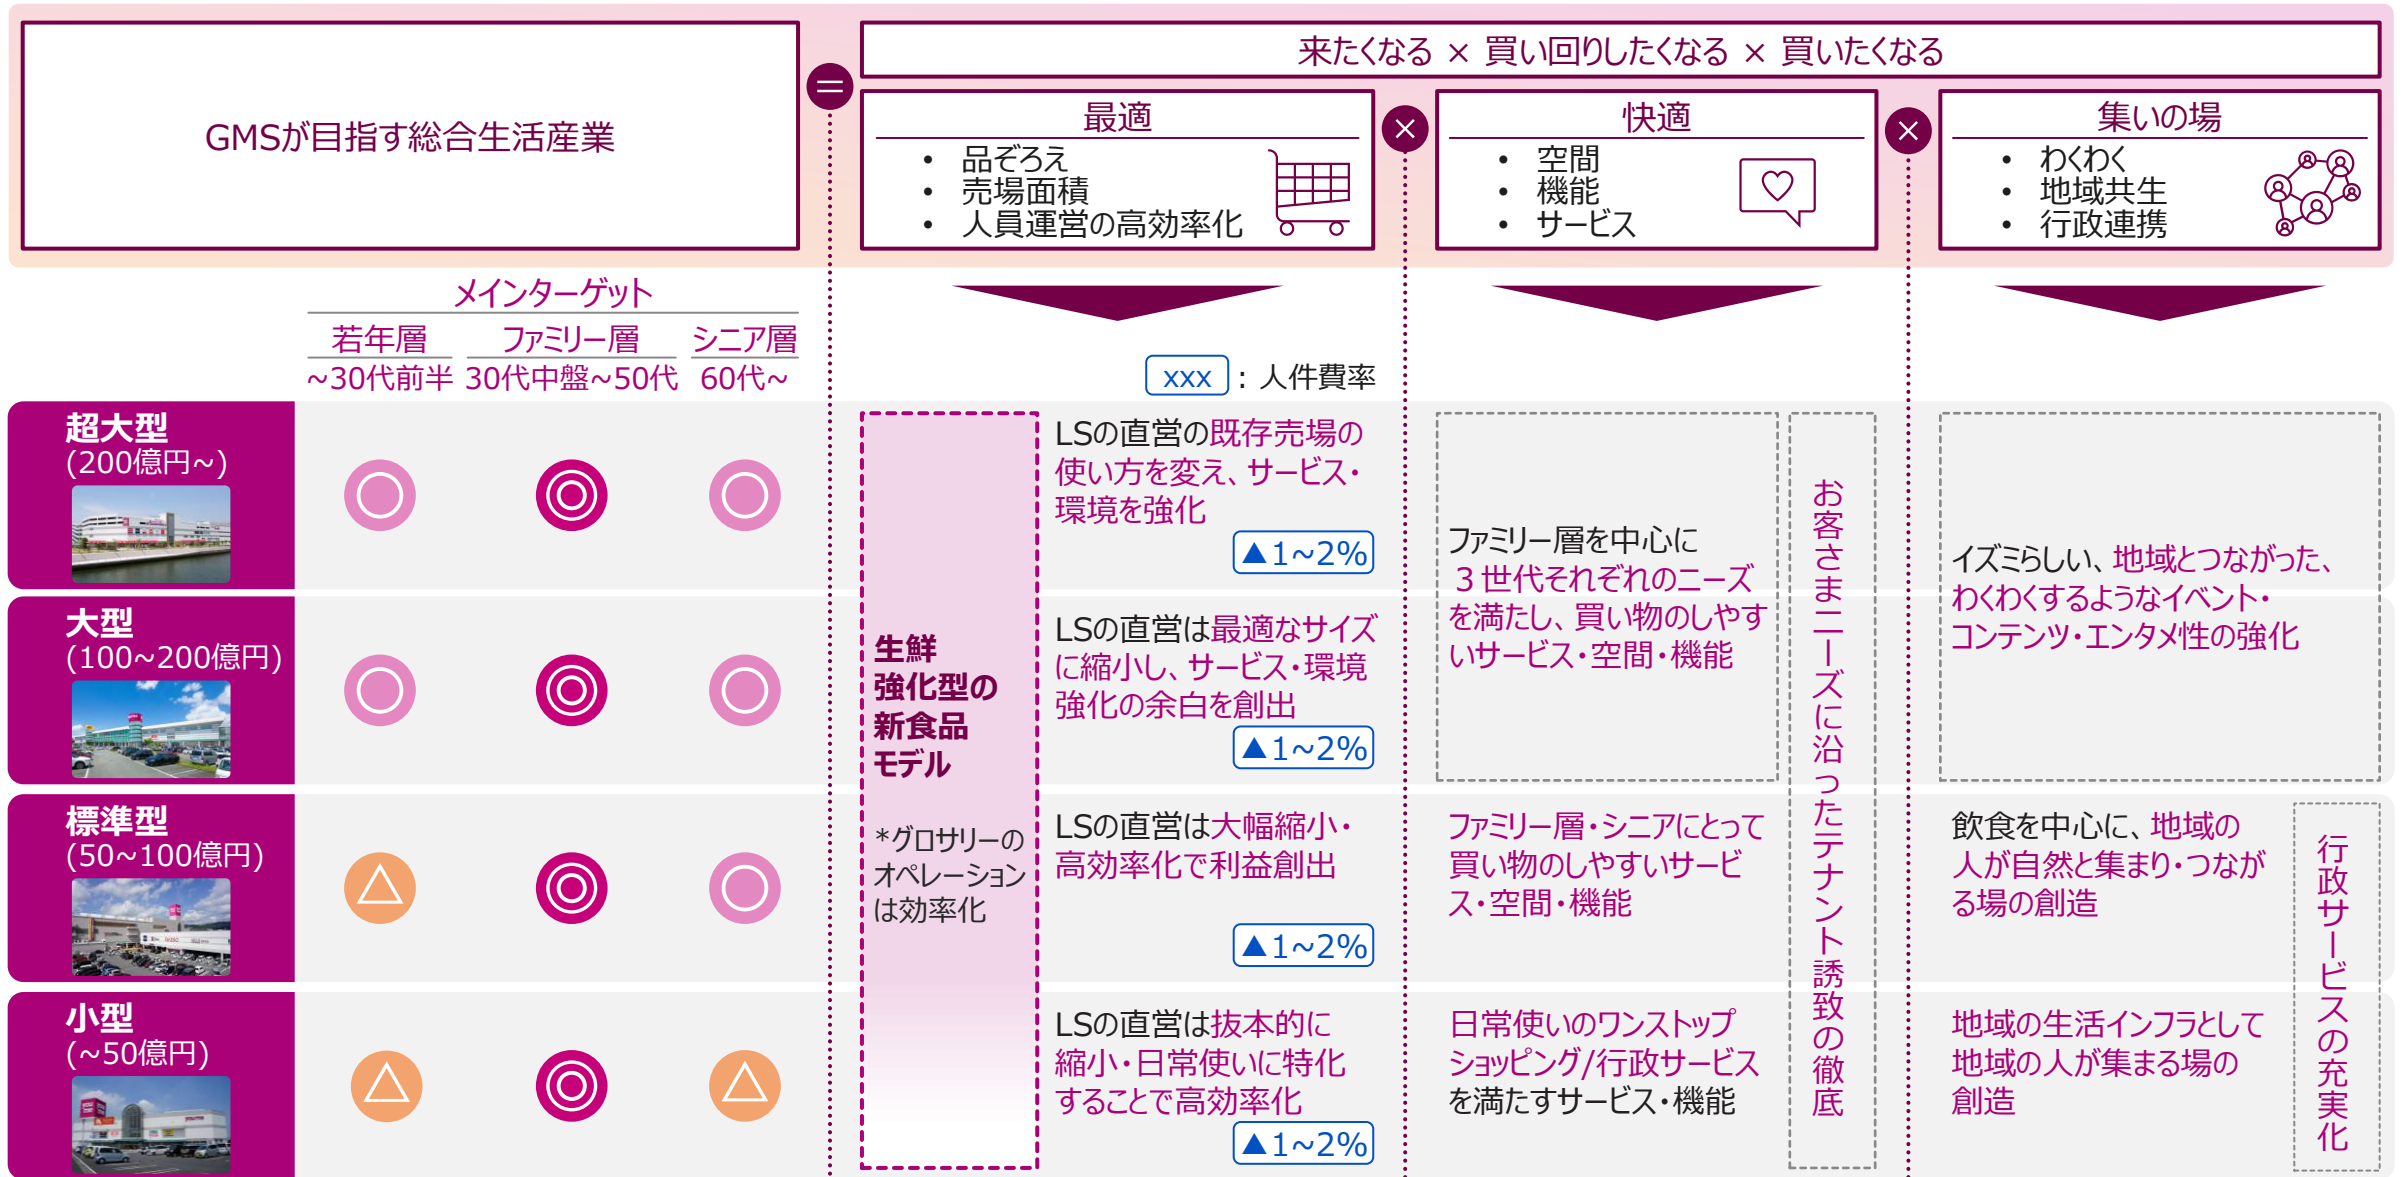 GMSが目指す総合生活産業
=
来たくなる × 買い回りしたくなる × 買いたくなる
最適
• 品ぞろえ
• 売場面積
• 人員運営の高効率化
×
快適
• 空間
• 機能
• サービス
×
集いの場
• わくわく
• 地域共生
• 行政連携
メインターゲット
若年層
~30代前半
ファミリー層
30代中盤~50代
シニア層
60代~
xxx : 人件費率
超大型
(200億円~)
大型
(100~200億円)
標準型
(50~100億円)
小型
(~50億円)
生鮮
強化型の
新食品
モデル
*グロサリーの
オペレーション
は効率化
LSの直営の既存売場の
使い方を変え、サービス・
環境を強化
▲1~2%
LSの直営は最適なサイズ
に縮小し、サービス・環境
強化の余白を創出
▲1~2%
LSの直営は大幅縮小・
高効率化で利益創出
▲1~2%
LSの直営は抜本的に
縮小・日常使いに特化
することで高効率化
▲1~2%
ファミリー層を中心に
３世代それぞれのニーズ
を満たし、買い物のしやす
いサービス・空間・機能
ファミリー層・シニアにとって
買い物のしやすいサービ
ス・空間・機能
日常使いのワンストップ
ショッピング/行政サービス
を満たすサービス・機能
お客さまニーズに沿ったテナント誘致の徹底
イズミらしい、地域とつながった、
わくわくするようなイベント・
コンテンツ・エンタメ性の強化
飲食を中心に、地域の
人が自然と集まり・つなが
る場の創造
地域の生活インフラとして
地域の人が集まる場の
創造
行政サービスの充実化